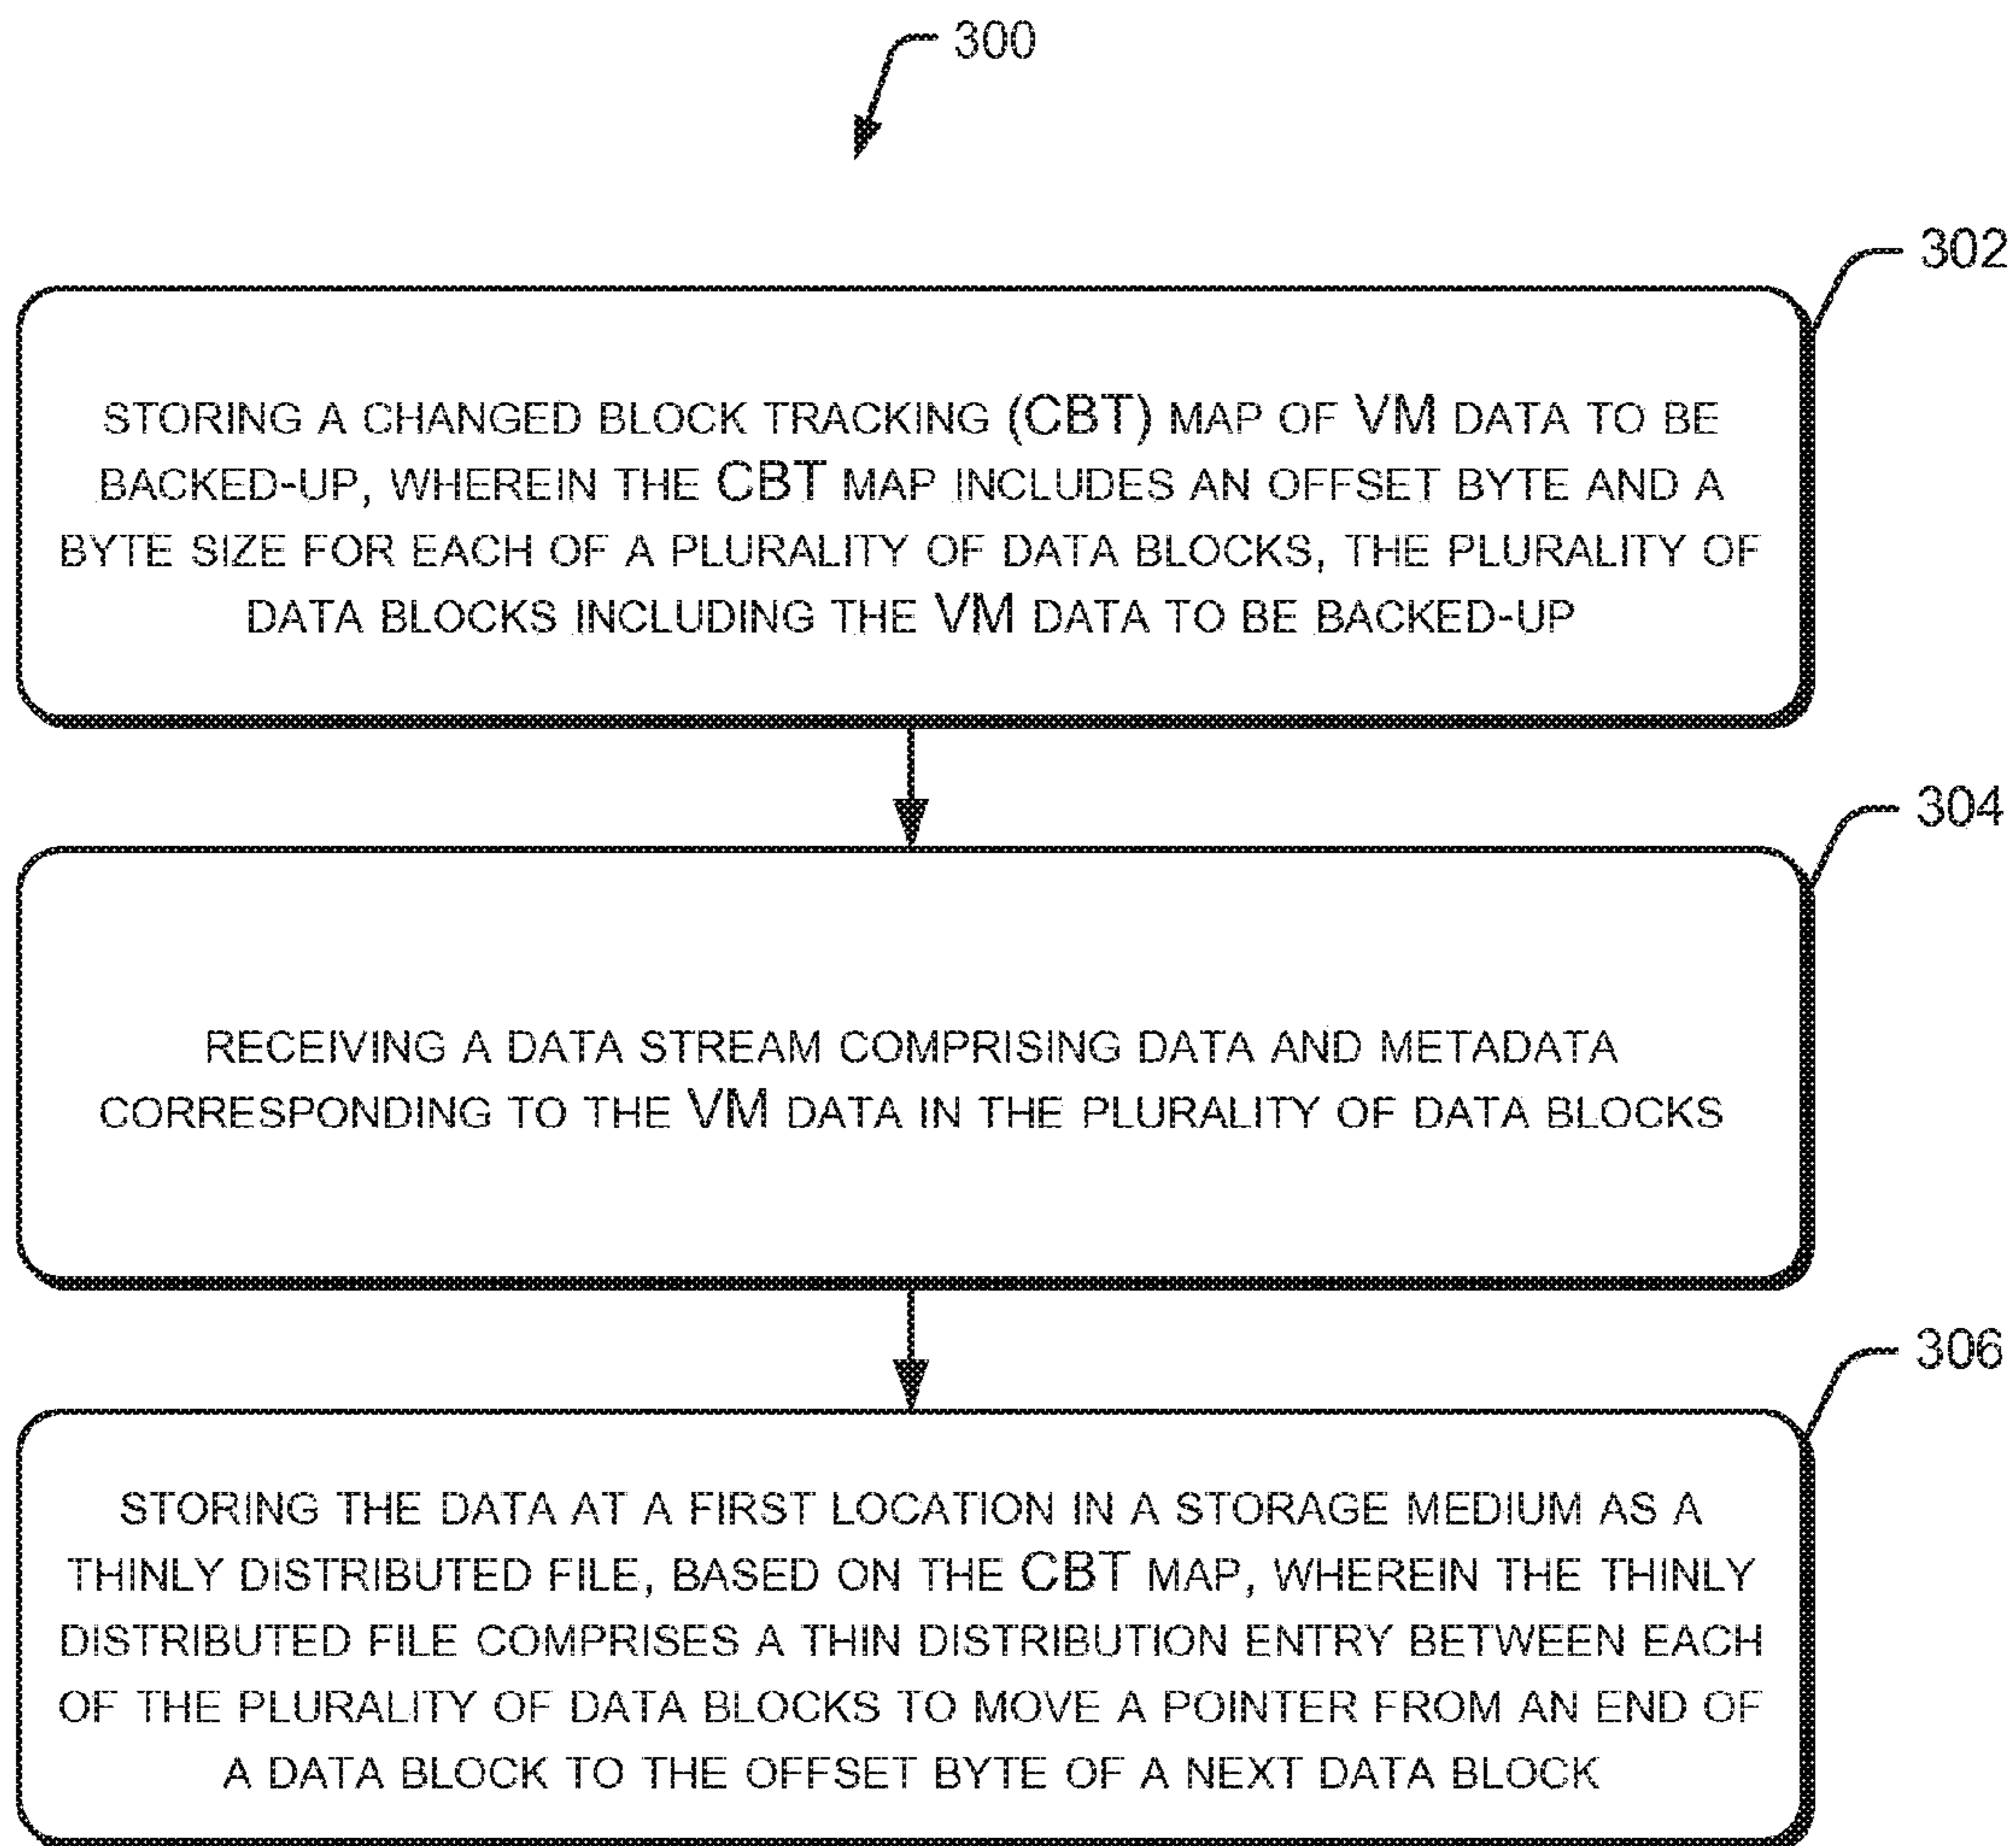 300
302
STORING A CHANGED BLOCK TRACKING (CBT) MAP OF VM DATA TO BE
BACKED-UP, WHEREIN THE CBT MAP INCLUDES AN OFFSET BYTE AND A
BYTE SIZE FOR EACH OF A PLURALITY OF DATA BLOCKS, THE PLURALITY OF
DATA BLOCKS INCLUDING THE VM DATA TO BE BACKED-UP
304
RECEIVING A DATA STREAM COMPRISING DATA AND METADATA
CORRESPONDING TO THE VM DATA IN THE PLURALITY OF DATA BLOCKS
306
STORING THE DATA AT A FIRST LOCATION IN A STORAGE MEDIUM AS A
THINLY DISTRIBUTED FILE, BASED ON THE CBT MAP, WHEREIN THE THINLY
DISTRIBUTED FILE COMPRISES A THIN DISTRIBUTION ENTRY BETWEEN EACH
OF THE PLURALITY OF DATA BLOCKS TO MOVE A POINTER FROM AN END OF
A DATA BLOCK TO THE OFFSET BYTE OF A NEXT DATA BLOCK